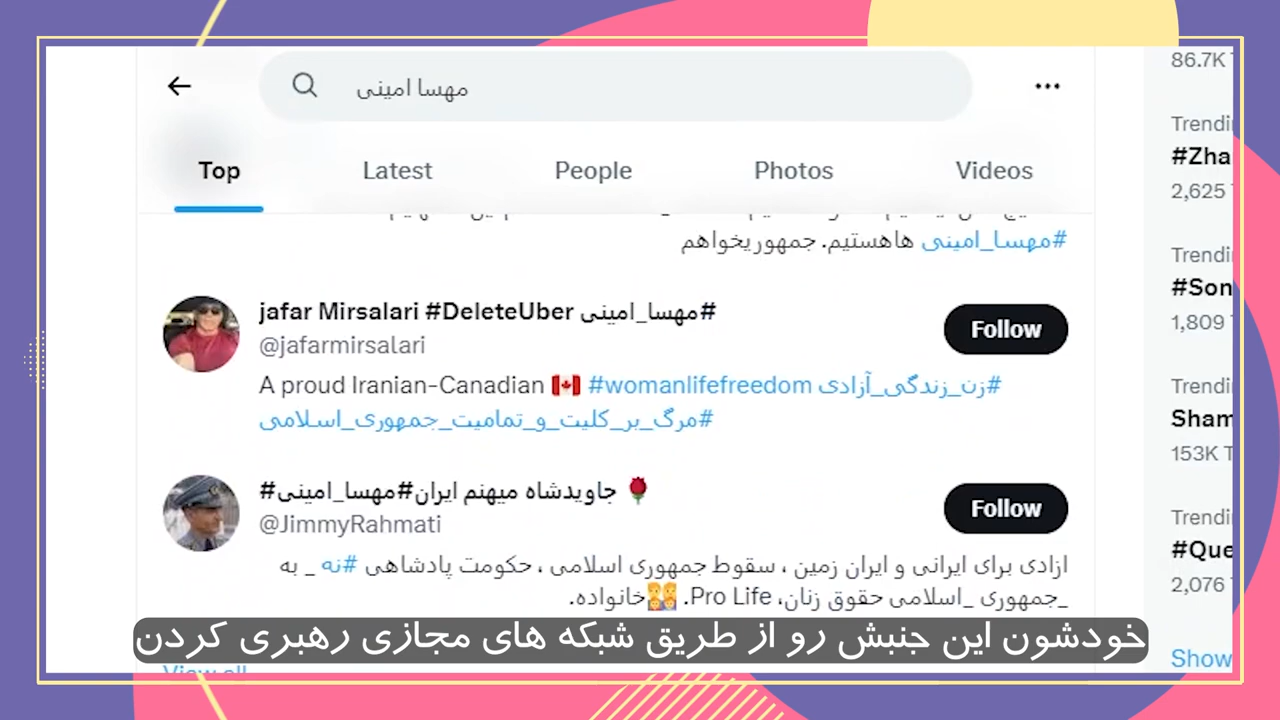 86.7K
مهسا امینی
Trendi
#Zha
2,625
Top Latest People Photos Videos
#مهسا_امینی هاهستیم. جمهوریخواهم
Trendi
#Son
1,809
jafar Mirsalari #DeleteUber مهسا_امینی#
@jafarmirsalari
Follow
A proud Iranian-Canadian 🇨🇦 #womanlifefreedom زن_زندگی_آزادی#
#مرگ_بر_کلیت_و_تمامیت_جمهوری_اسلامی
Trendi
Sham
153K
#جاویدشاه میهنم ایران#مهسا_امینی 🌹
@JimmyRahmati
Follow
Trendi
#Que
2,076
ازادی برای ایرانی و ایران زمین ، سقوط جمهوری اسلامی ، حکومت پادشاهی #نه _ به
_جمهوری _اسلامی حقوق زنان، Pro Life. 👨‍👩‍👧‍👦خانواده.
خودشون این جنبش رو از طریق شبکه های مجازی رهبری کردن
Show
View all